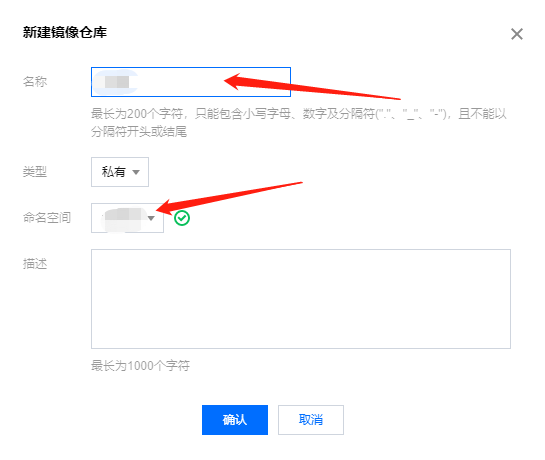 新建镜像仓库
名称
最长为200个字符，只能包含小写字母、数字及分隔符("."、"_"、"-")，且不能以
分隔符开头或结尾
类型 私有
命名空间
描述
最长为1000个字符
确认 取消